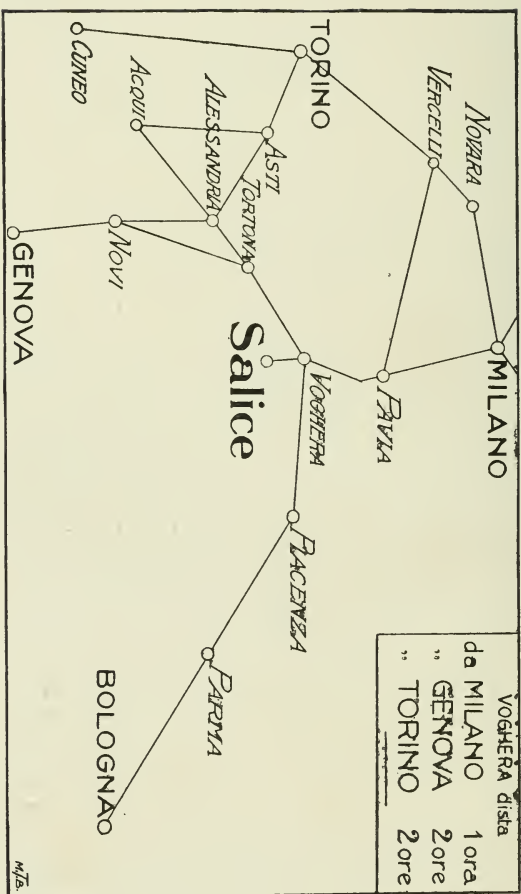 VOGHERA dista
da MILANO 1 ora
" GENOVA 2 ore
" TORINO 2 ore
MILANO
NOVARA
VERCELLI
TORINO
PAVIA
ASTI
TORTONA
VOGHERA
ALESSANDRIA
Salice
PIACENZA
ACQUI
CUNEO
NOVI
PARMA
GENOVA
BOLOGNA
M.T.B.